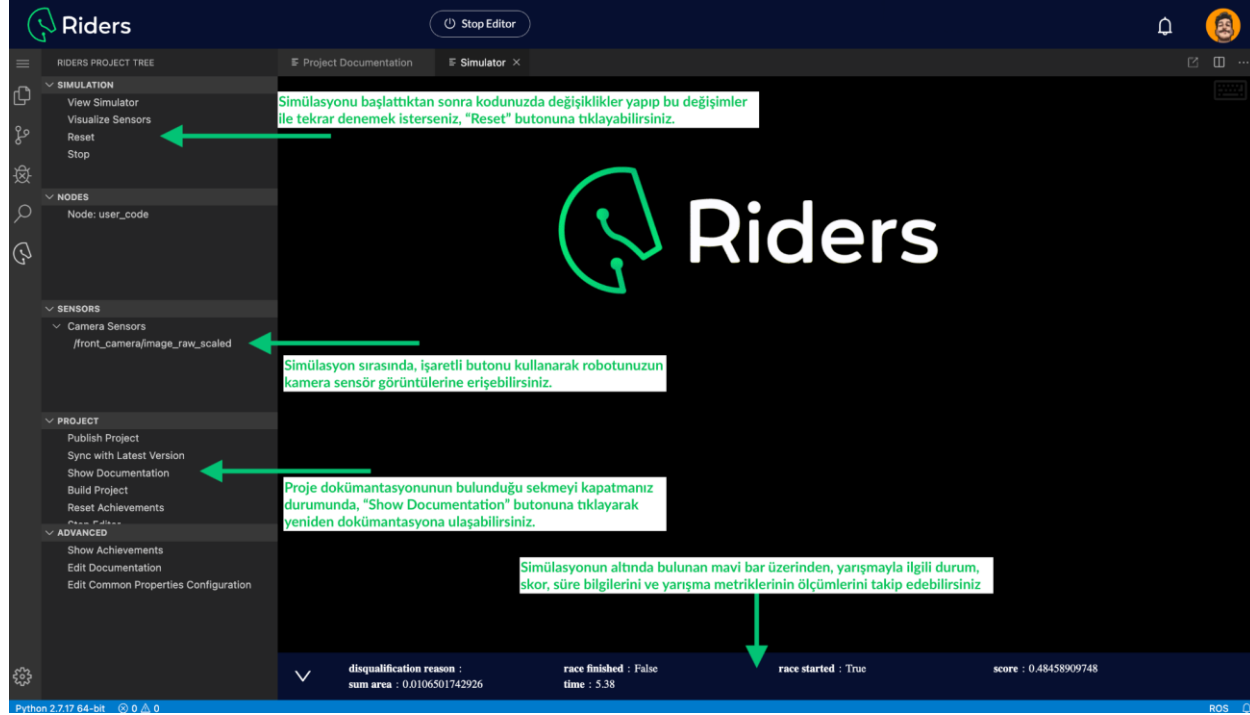 Riders
Stop Editor
RIDERS PROJECT TREE
Project Documentation
Simulator
SIMULATION
View Simulator
Visualize Sensors
Reset
Stop
Simülasyonu başlattıktan sonra kodunuzda değişiklikler yapıp bu değişimler
ile tekrar denemek isterseniz, “Reset” butonuna tıklayabilirsiniz.
NODES
Node: user_code
Riders
SENSORS
Camera Sensors
/front_camera/image_raw_scaled
Simülasyon sırasında, işaretli butonu kullanarak robotunuzun
kamera sensör görüntülerine erişebilirsiniz.
PROJECT
Publish Project
Sync with Latest Version
Show Documentation
Build Project
Reset Achievements
Stop Editor
Proje dokümantasyonunun bulunduğu sekmeyi kapatmanız
durumunda, “Show Documentation” butonuna tıklayarak
yeniden dokümantasyona ulaşabilirsiniz.
ADVANCED
Show Achievements
Edit Documentation
Edit Common Properties Configuration
Simülasyonun altında bulunan mavi bar üzerinden, yarışmayla ilgili durum,
skor, süre bilgilerini ve yarışma metriklerinin ölçümlerini takip edebilirsiniz
disqualification reason : race finished : False race started : True score : 0.48458909748
sum area : 0.0106501742926 time : 5.38
Python 2.7.17 64-bit 0 0 ROS